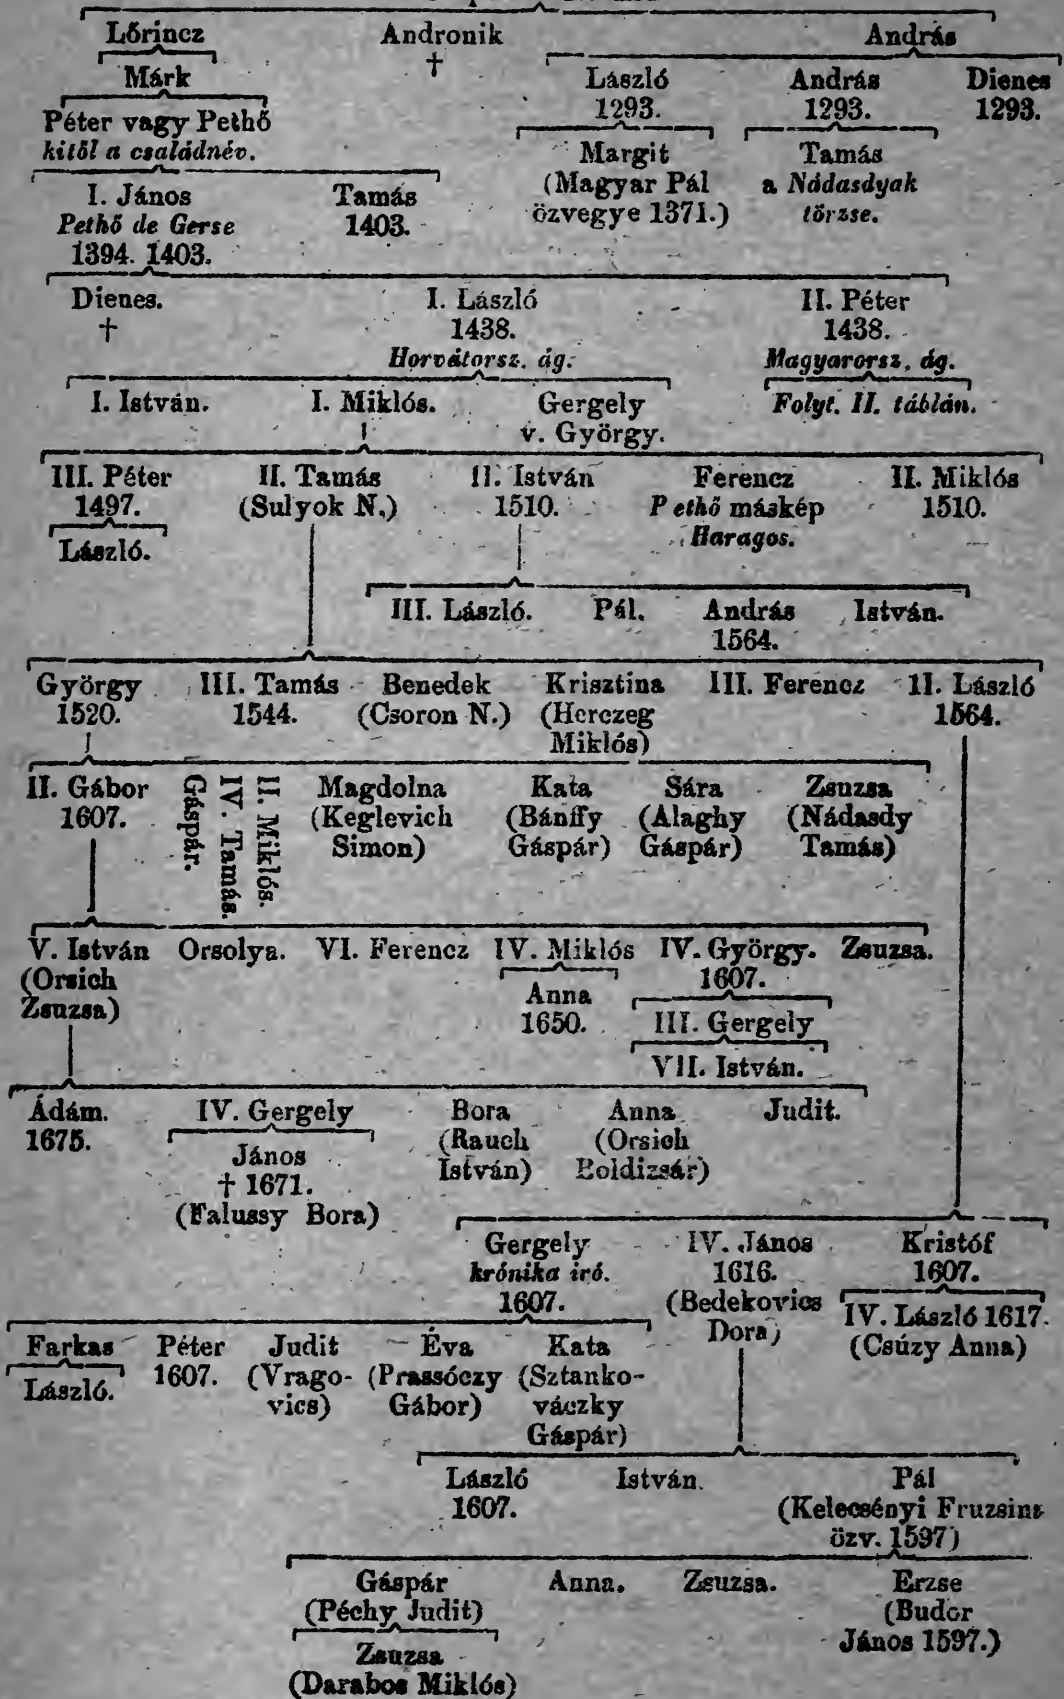 Lőrincz Andronik András
†
Márk László András Dienes
1293. 1293. 1293.
Péter vagy Pethő
kitől a családnév.
Margit Tamás
(Magyar Pál a Nádasdyak
özvegye 1371.) törzse.
I. János Tamás
Pethő de Gerse 1403.
1394. 1403.
Dienes. I. László II. Péter
† 1438. 1438.
Horvátorsz. ág. Magyarorsz. ág.
I. István. I. Miklós. Gergely Folyt. II. táblán.
v. György.
III. Péter II. Tamás II. István Ferencz II. Miklós
1497. (Sulyok N.) 1510. Pethő máskép 1510.
László. Haragos.
III. László. Pál. András István.
1564.
György III. Tamás Benedek Krisztina III. Ferencz II. László
1520. 1544. (Csoron N.) (Herczeg 1564.
Miklós)
II. Gábor Gáspár. IV. Tamás. II. Miklós. Magdolna Kata Sára Zsuzsa
1607. (Keglevich (Bánffy (Alaghy (Nádasdy
Simon) Gáspár) Gáspár) Tamás)
V. István Orsolya. VI. Ferencz IV. Miklós IV. György. Zsuzsa.
(Orsich Anna 1607.
Zsuzsa) 1650. III. Gergely
VII. István.
Ádám. IV. Gergely Bora Anna Judit.
1675. János (Rauch (Orsich
† 1671. István) Boldizsár)
(Falussy Bora)
Gergely IV. János Kristóf
krónika iró. 1616. 1607.
1607. (Bedekovics IV. László 1617.
Dora) (Csúzy Anna)
Farkas Péter Judit Éva Kata
László. 1607. (Vrago- (Prassóczy (Sztanko-
vics) Gábor) váczky
Gáspár)
László István. Pál
1607. (Kelecsényi Fruzsina
özv. 1597)
Gáspár Anna. Zsuzsa. Erzse
(Péchy Judit) (Budor
Zsuzsa János 1597.)
(Darabos Miklós)